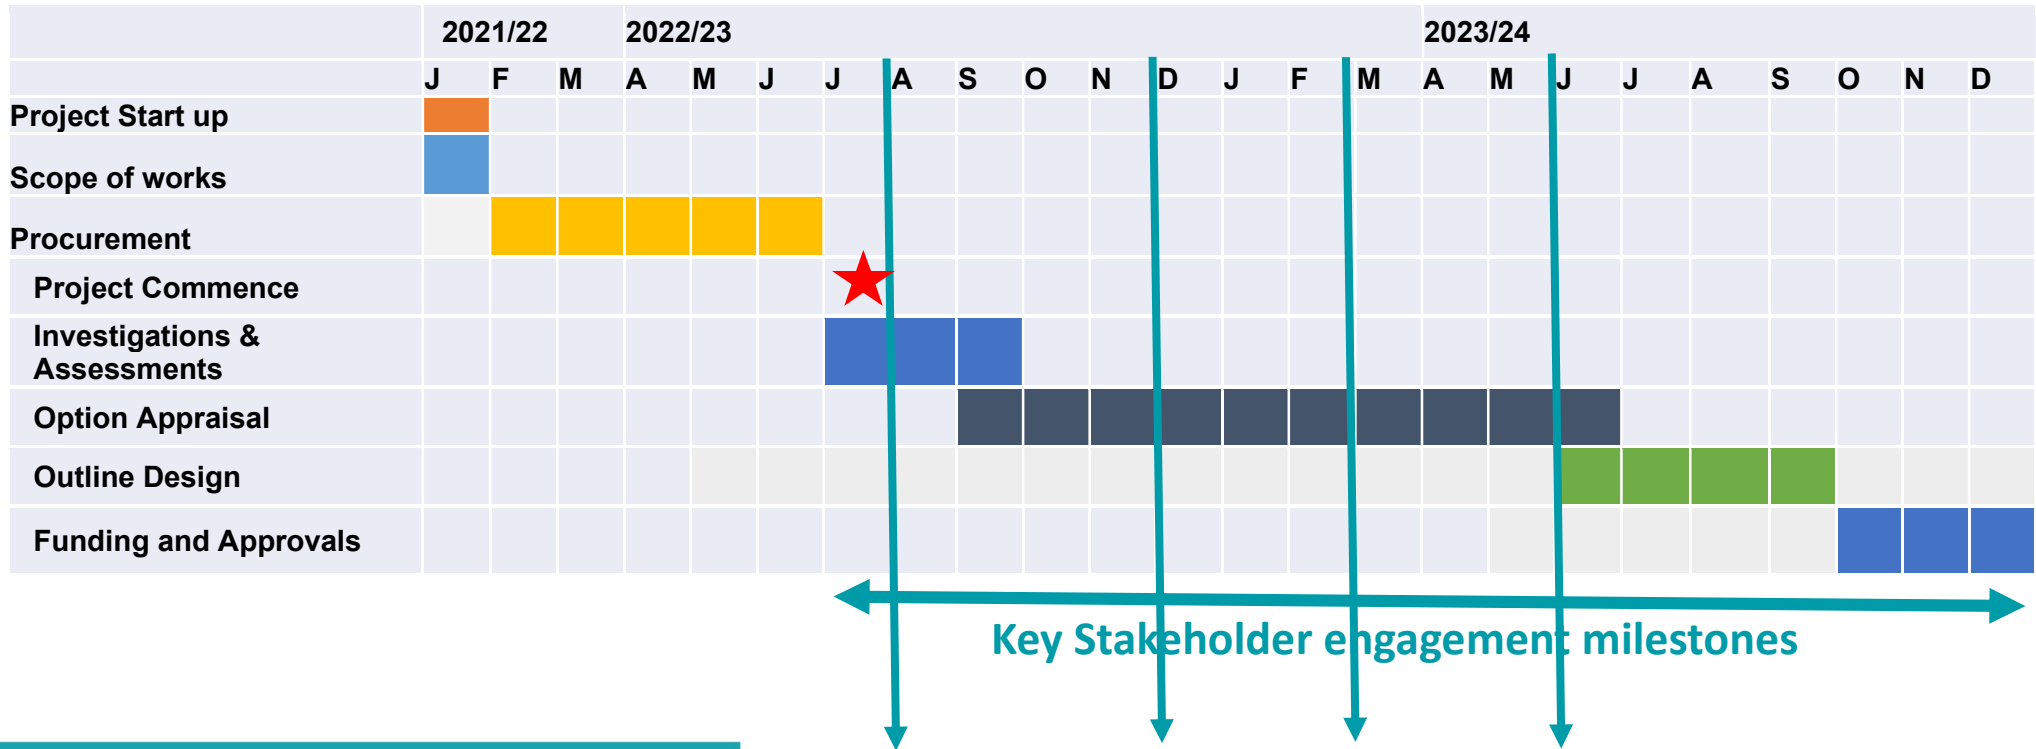 2021/22 2022/23 2023/24
J F M A M J J A S O N D J F M A M J J A S O N D
Project Start up
Scope of works
Procurement
Project Commence
Investigations &
Assessments
Option Appraisal
Outline Design
Funding and Approvals
Key Stakeholder engagement milestones